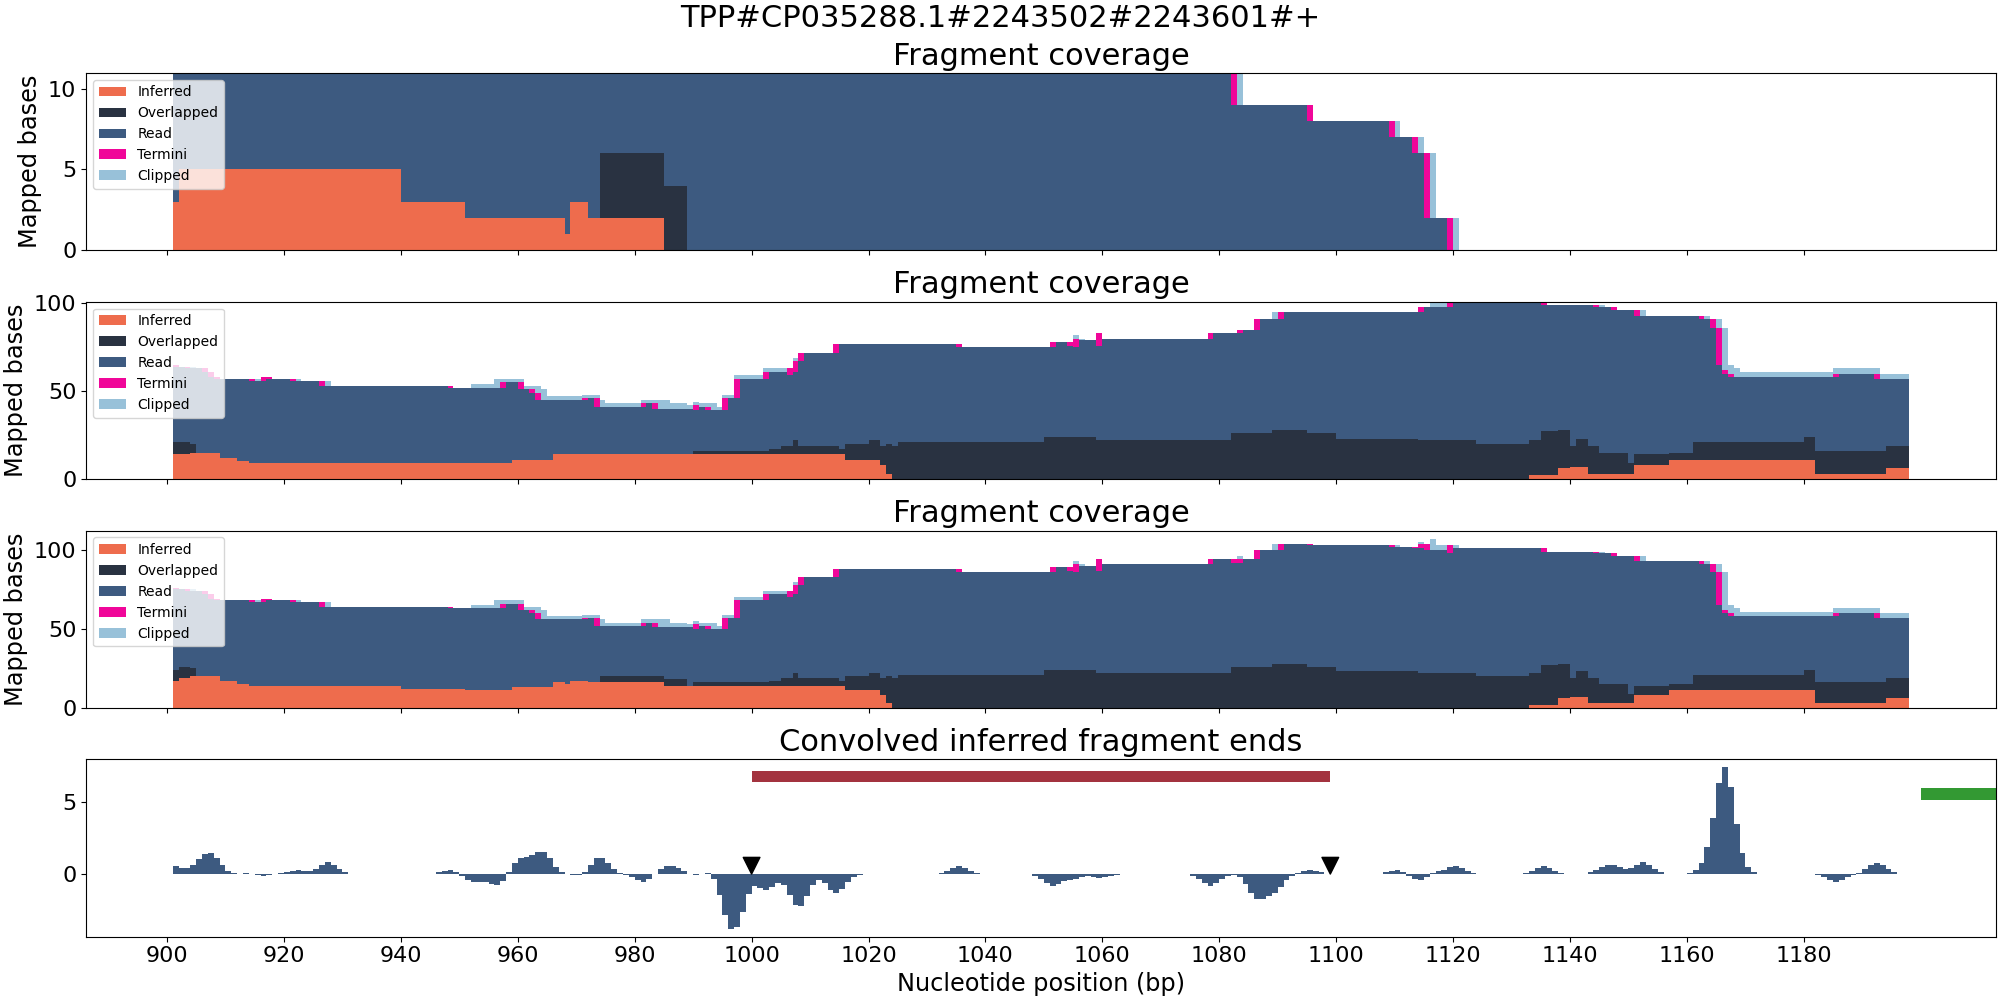 TPP#CP035288.1#2243502#2243601#+
Fragment coverage
Mapped bases
10
5
0
Inferred
Overlapped
Read
Termini
Clipped
Fragment coverage
Mapped bases
100
50
0
Inferred
Overlapped
Read
Termini
Clipped
Fragment coverage
Mapped bases
100
50
0
Inferred
Overlapped
Read
Termini
Clipped
Convolved inferred fragment ends
5
0
900 920 940 960 980 1000 1020 1040 1060 1080 1100 1120 1140 1160 1180
Nucleotide position (bp)